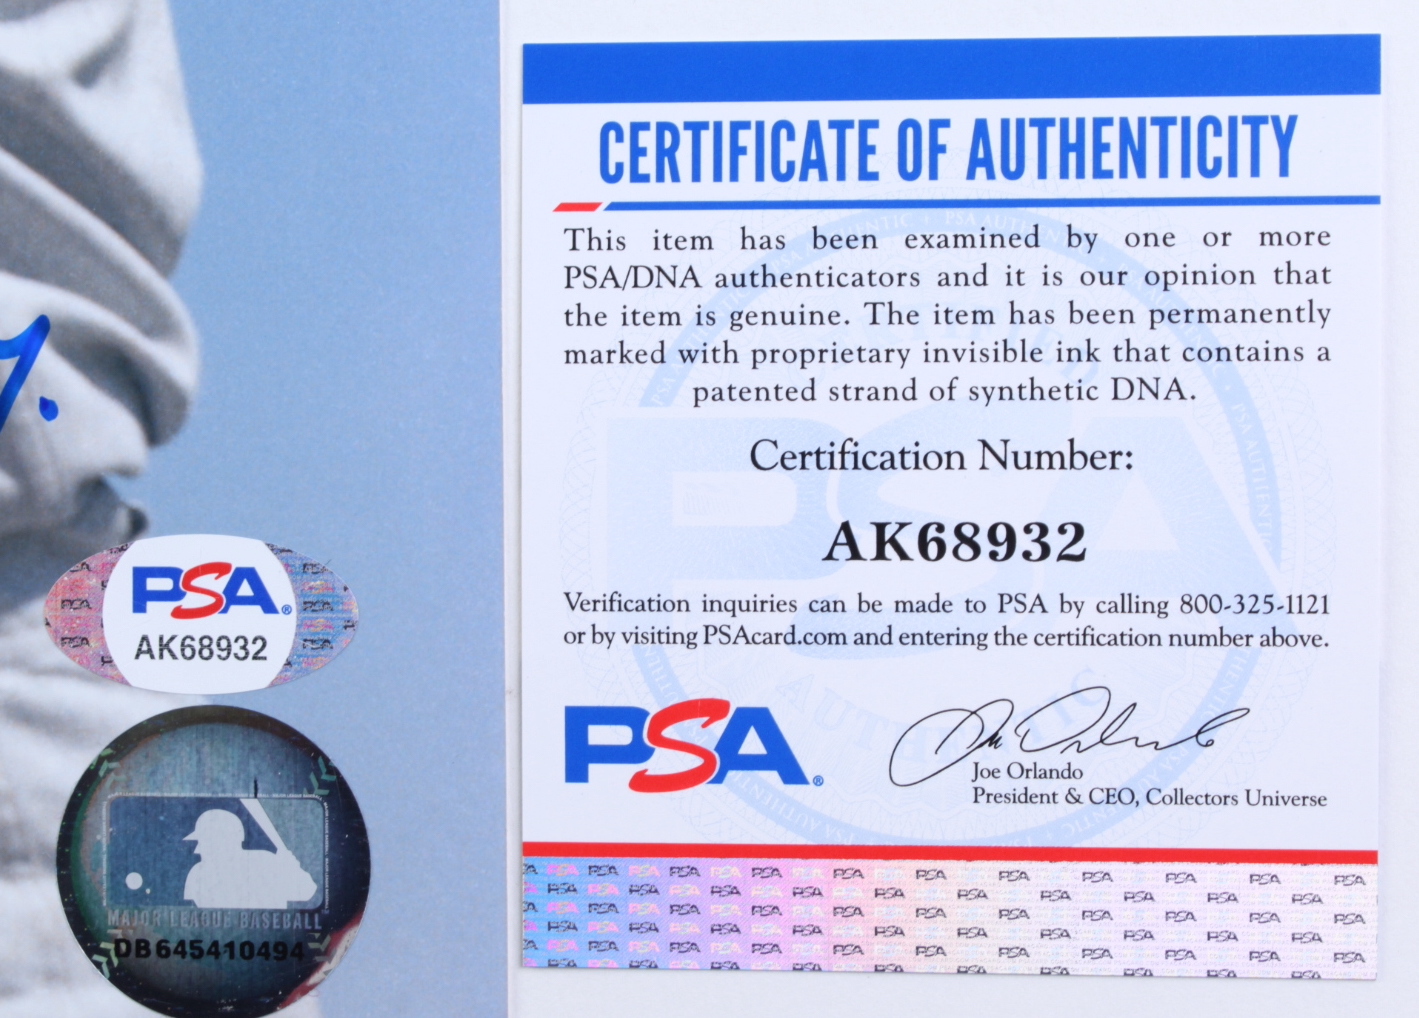 CERTIFICATE OF AUTHENTICITY
This item has been examined by one or more
PSA/DNA authenticators and it is our opinion that
the item is genuine. The item has been permanently
marked with proprietary invisible ink that contains a
patented strand of synthetic DNA.
Certification Number:
AK68932
Verification inquiries can be made to PSA by calling 800-325-1121
or by visiting PSAcard.com and entering the certification number above.
PSA®
Joe Orlando
President & CEO, Collectors Universe
PSA®
AK68932
MAJOR LEAGUE BASEBALL
DB645410494